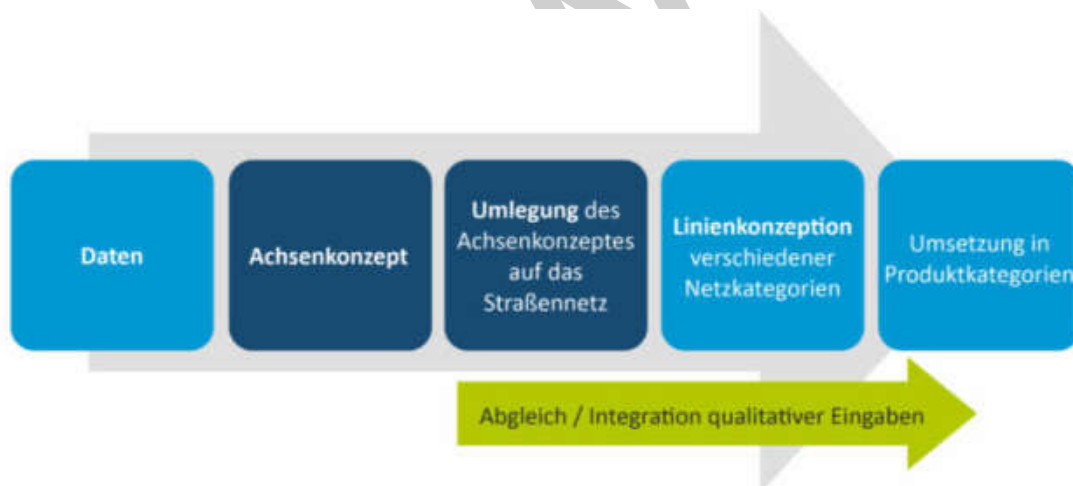 Daten
Achsenkonzept
Umlegung des
Achsenkonzeptes
auf das
Straßennetz
Linienkonzeption
verschiedener
Netzkategorien
Umsetzung in
Produktkategorien
Abgleich / Integration qualitativer Eingaben